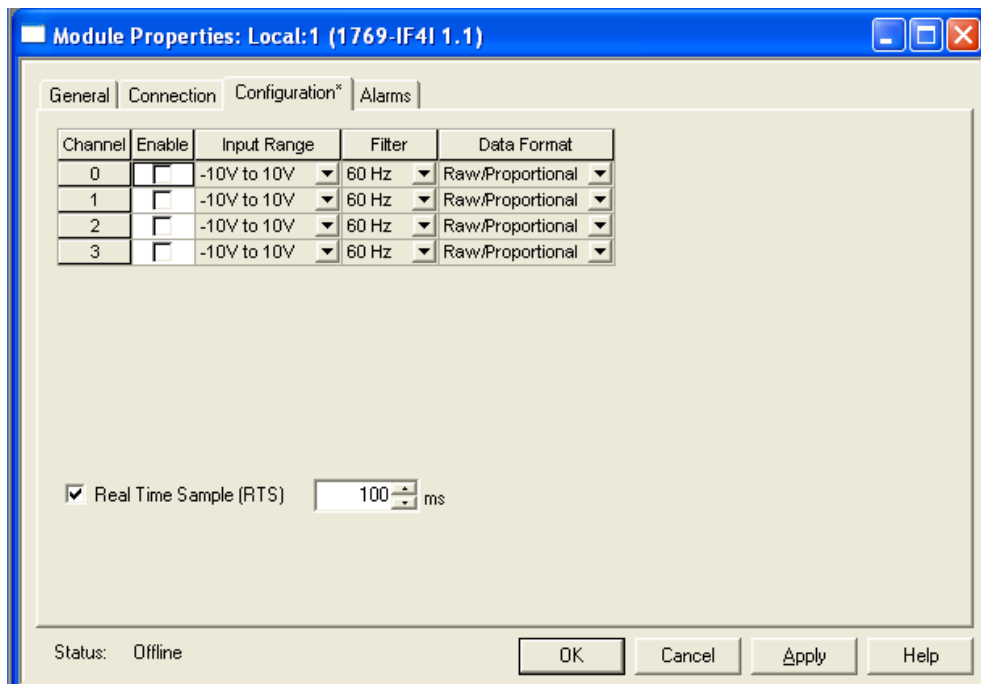 Module Properties: Local:1 (1769-IF4I 1.1)
General Connection Configuration* Alarms
Channel Enable Input Range Filter Data Format
0 -10V to 10V 60 Hz Raw/Proportional
1 -10V to 10V 60 Hz Raw/Proportional
2 -10V to 10V 60 Hz Raw/Proportional
3 -10V to 10V 60 Hz Raw/Proportional
Real Time Sample (RTS) 100 ms
Status: Offline OK Cancel Apply Help